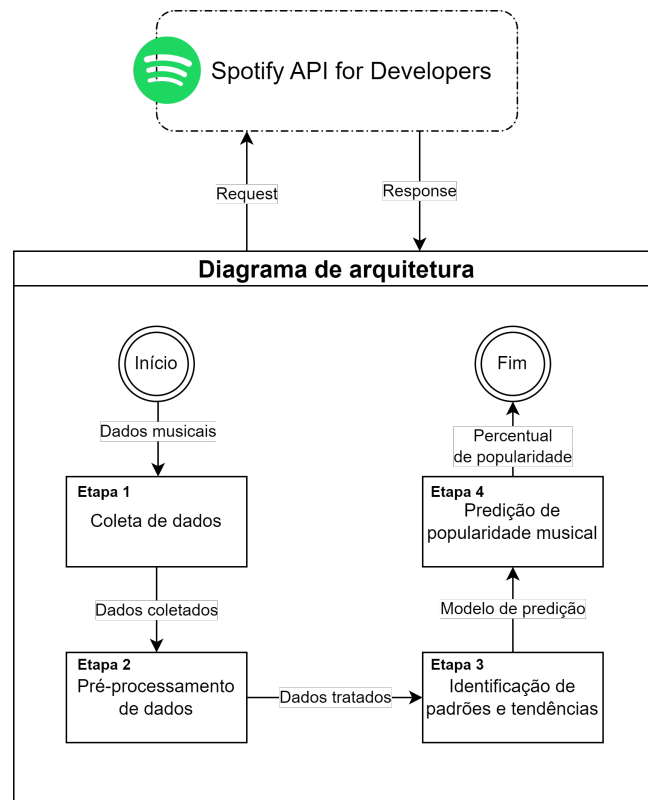 Spotify API for Developers
Request
Response
Diagrama de arquitetura
Início
Fim
Dados musicais
Percentual
de popularidade
Etapa 1
Coleta de dados
Etapa 4
Predição de
popularidade musical
Dados coletados
Modelo de predição
Etapa 2
Pré-processamento
de dados
Dados tratados
Etapa 3
Identificação de
padrões e tendências